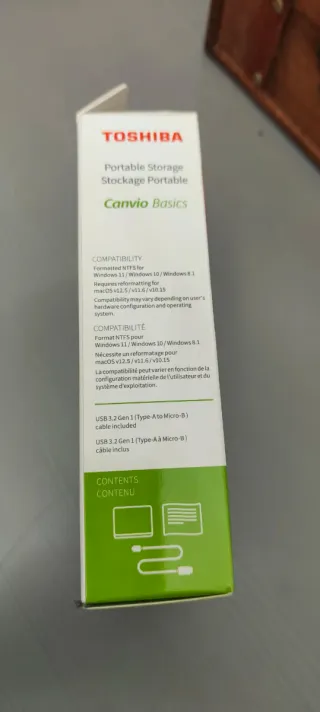 TOSHIBA
Portable Storage
Stockage Portable
Canvio Basics
COMPATIBILITY
Formatted NTFS for
Windows 11 / Windows 10 / Windows 8.1
Requires reformatting for
macOS v12.5 / v11.6 / v10.15
Compatibility may vary depending on user's
hardware configuration and operating
system.
COMPATIBILITÉ
Format NTFS pour
Windows 11 / Windows 10 / Windows 8.1
Nécessite un reformatage pour
macOS v12.5 / v11.6 / v10.15
La compatibilité peut varier en fonction de la
configuration matérielle de l'utilisateur et du
système d'exploitation.
USB 3.2 Gen 1 (Type-A to Micro-B)
cable included
USB 3.2 Gen 1 (Type-A à Micro-B)
câble inclus
CONTENTS
CONTENU